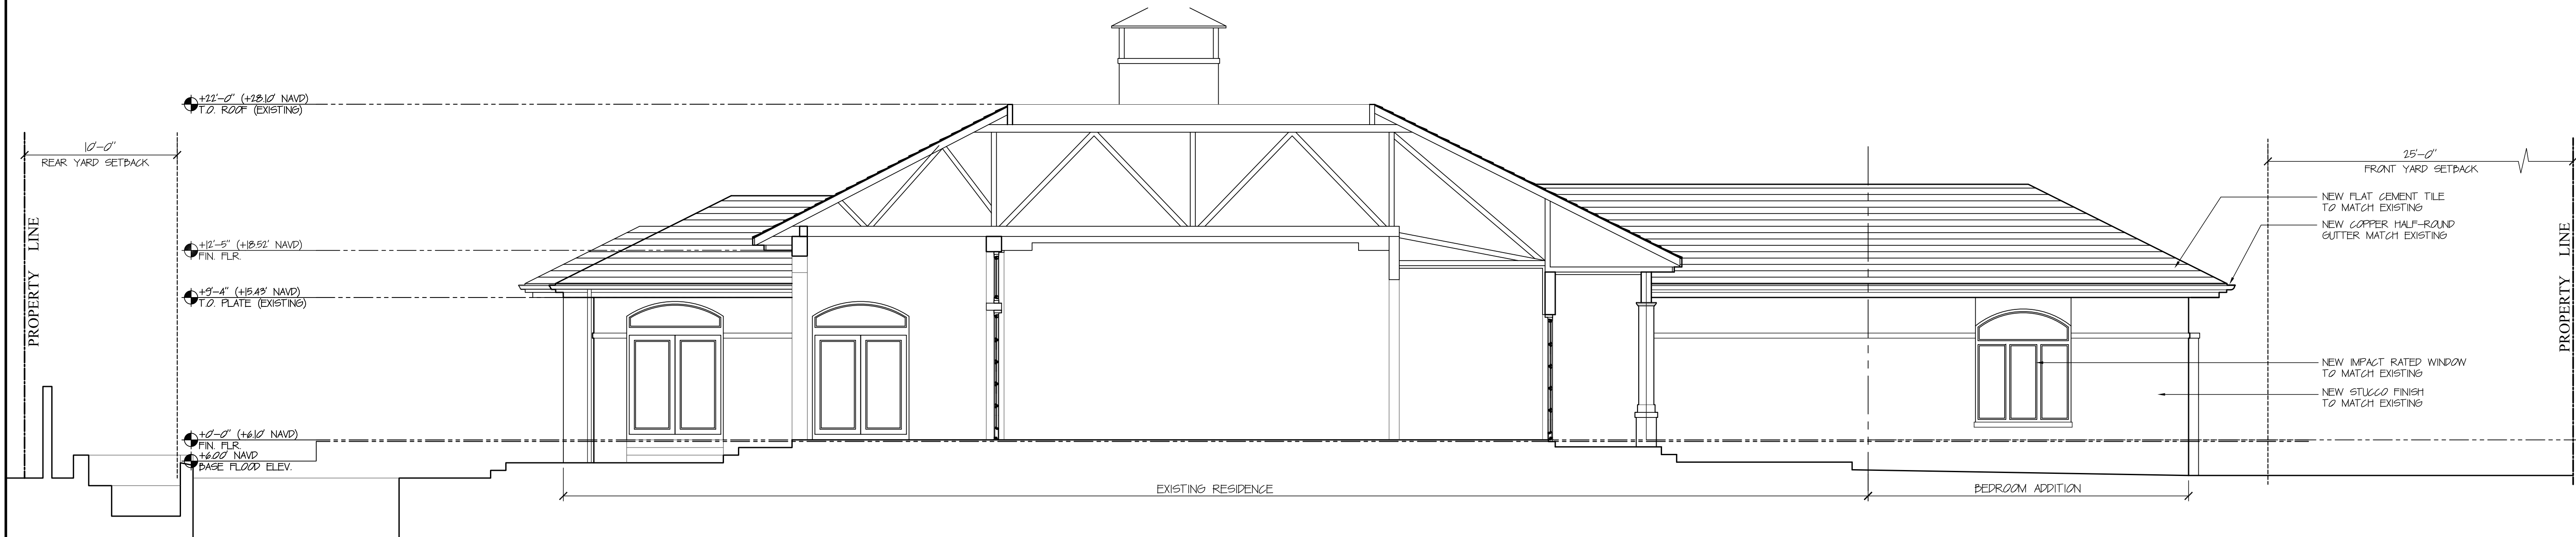 +22'-0" (+28.10' NAVD)
T.O. ROOF (EXISTING)
10'-0"
REAR YARD SETBACK
PROPERTY LINE
+12'-5" (+18.52' NAVD)
FIN. FLR.
+9'-4" (+15.43' NAVD)
T.O. PLATE (EXISTING)
+0'-0" (+6.10' NAVD)
FIN. FLR.
+6.00' NAVD
BASE FLOOD ELEV.
EXISTING RESIDENCE
BEDROOM ADDITION
25'-0"
FRONT YARD SETBACK
NEW FLAT CEMENT TILE
TO MATCH EXISTING
NEW COPPER HALF-ROUND
GUTTER MATCH EXISTING
NEW IMPACT RATED WINDOW
TO MATCH EXISTING
NEW STUCCO FINISH
TO MATCH EXISTING
PROPERTY LINE